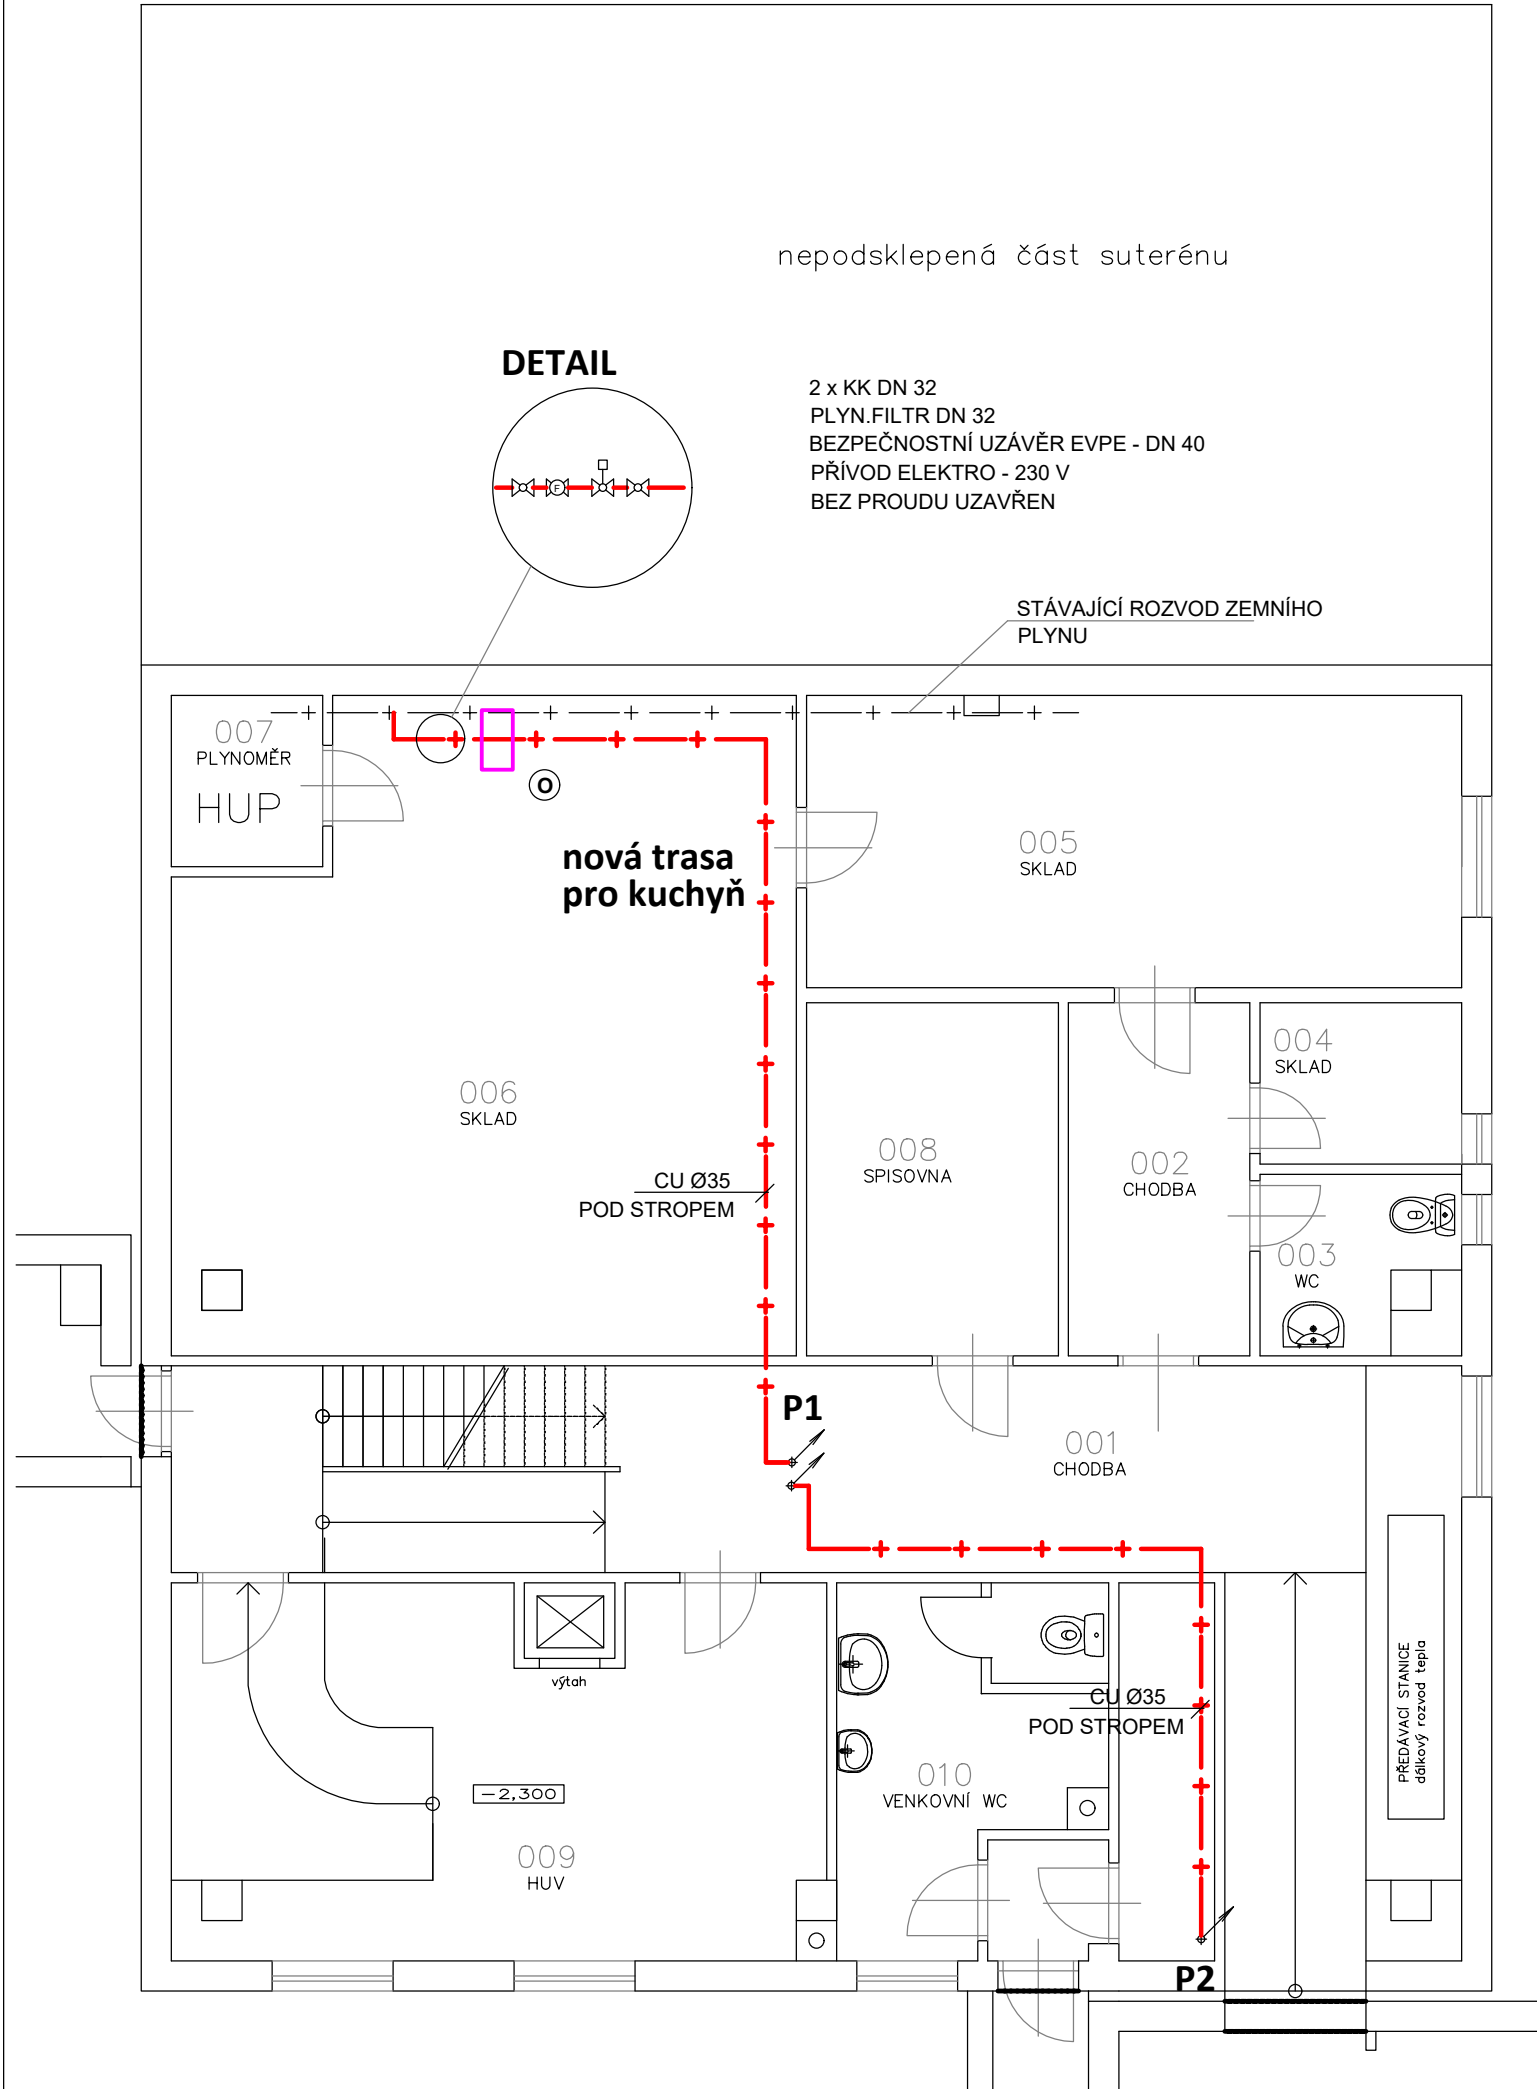 nepodsklepená část suterénu
DETAIL
2 x KK DN 32
PLYN.FILTR DN 32
BEZPEČNOSTNÍ UZÁVĚR EVPE - DN 40
PŘÍVOD ELEKTRO - 230 V
BEZ PROUDU UZAVŘEN
F
STÁVAJÍCÍ ROZVOD ZEMNÍHO
PLYNU
007
PLYNOMĚR
HUP
O
nová trasa
pro kuchyň
005
SKLAD
004
SKLAD
006
SKLAD
008
SPISOVNA
002
CHODBA
CU Ø35
POD STROPEM
003
WC
P1
001
CHODBA
výtah
CU Ø35
POD STROPEM
PŘEDÁVACÍ STANICE
dálkový rozvod tepla
010
VENKOVNÍ WC
-2,300
009
HUV
P2